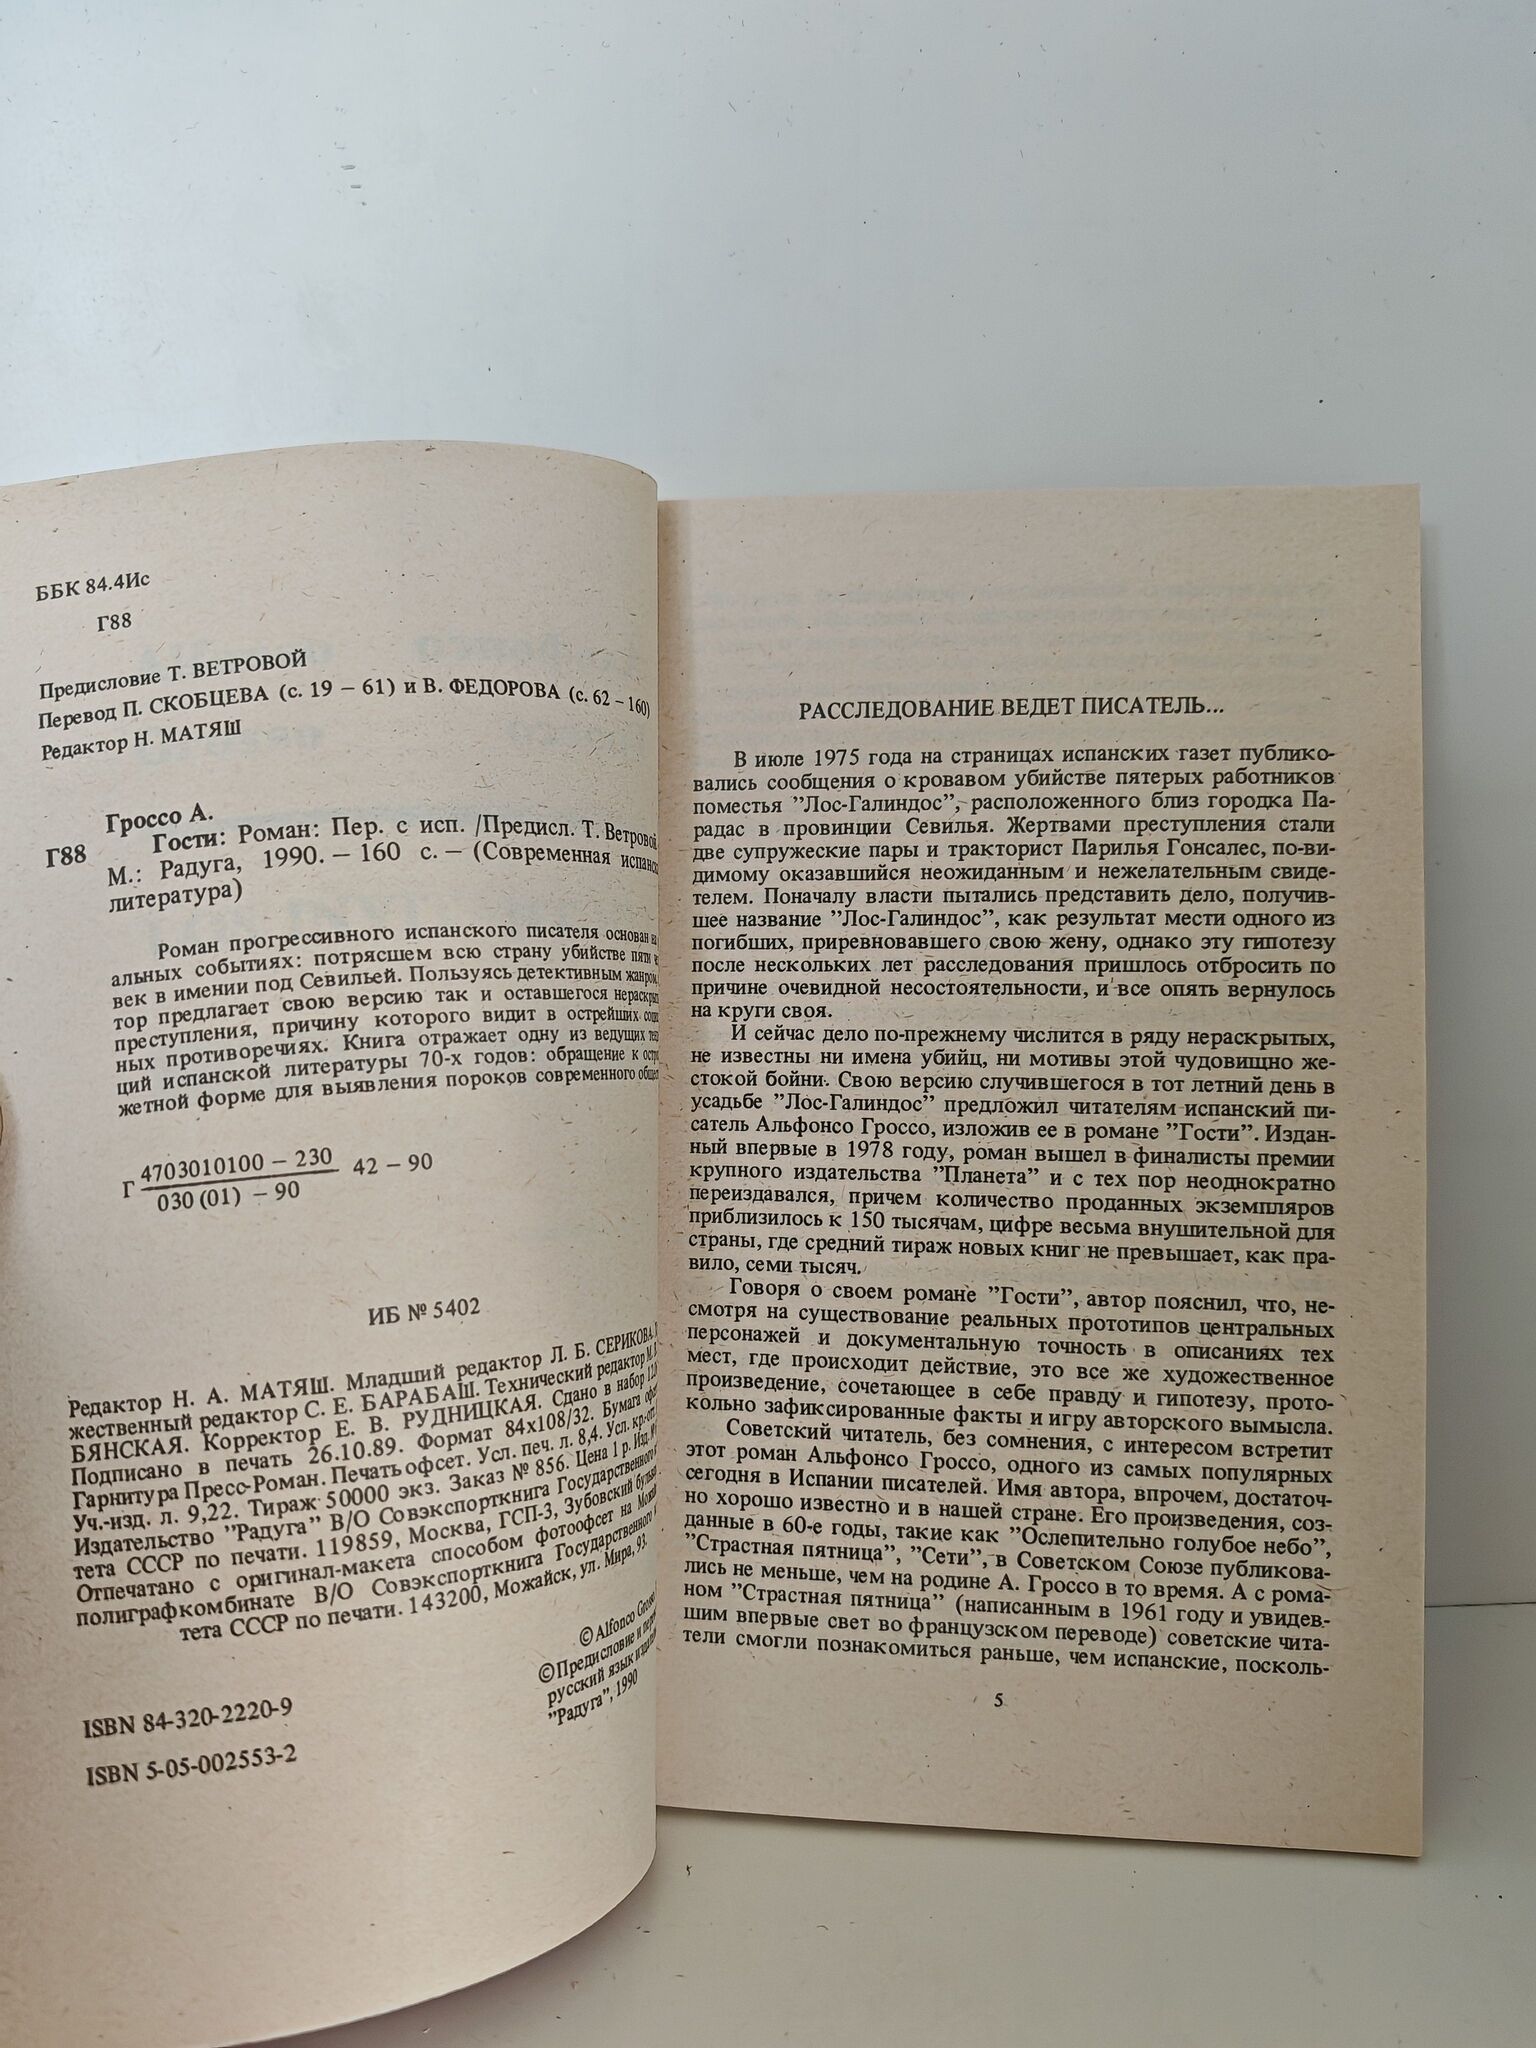 ББК 84.4Ис
Г88
Предисловие Т. ВЕТРОВОЙ
Перевод П. СКОБЦЕВА (с. 19 – 61) и В. ФЕДОРОВА (с. 62 – 160)
Редактор Н. МАТЯШ
Гроссо А.
Г88 Гости: Роман: Пер. с исп. /Предисл. Т. Ветровой
М.: Радуга, 1990. – 160 с. – (Современная
литература)
Роман прогрессивного испанского писателя основан
альных событиях: потрясшем всю страну убийстве пяти
век в имении под Севильей. Пользуясь детективным жанром,
тор предлагает свою версию так и оставшегося
преступления, причину которого видит в острейших
ных противоречиях. Книга отражает одну из ведущих
ций испанской литературы 70-х годов: обращение к
жетной форме для выявления пороков современного
Г 4703010100 – 230 42 – 90
030 (01) – 90
ИБ № 5402
Редактор Н. А. МАТЯШ. Младший редактор Л. Б. СЕРИКОВА.
жественный редактор С. Е. БАРАБАШ. Технический редактор
БЯНСКАЯ. Корректор Е. В. РУДНИЦКАЯ. Сдано в набор
Подписано в печать 26.10.89. Формат 84х108/32. Бумага
Гарнитура Пресс-Роман. Печать офсет. Усл. печ. л. 8,4. Усл.
Уч.-изд. л. 9,22. Тираж 50000 экз. Заказ № 856. Цена 1 р. Изд.
Издательство "Радуга" В/О Совэкспорткнига Государственного
тета СССР по печати. 119859, Москва, ГСП-3, Зубовский
Отпечатано с оригинал-макета способом фотоофсет на
полиграфкомбинате В/О Совэкспорткнига Государственного
тета СССР по печати. 143200, Можайск, ул. Мира, 93.
© Alfonco
© Предисловие и
русский язык
"Радуга", 1990
ISBN 84-320-2220-9
ISBN 5-05-002553-2
РАССЛЕДОВАНИЕ ВЕДЕТ ПИСАТЕЛЬ...
В июле 1975 года на страницах испанских газет публико-
вались сообщения о кровавом убийстве пятерых работников
поместья "Лос-Галиндос", расположенного близ городка Па-
радас в провинции Севилья. Жертвами преступления стали
две супружеские пары и тракторист Парилья Гонсалес, по-ви-
димому оказавшийся неожиданным и нежелательным свиде-
телем. Поначалу власти пытались представить дело, получив-
шее название "Лос-Галиндос", как результат мести одного из
погибших, приревновавшего свою жену, однако эту гипотезу
после нескольких лет расследования пришлось отбросить по
причине очевидной несостоятельности, и все опять вернулось
на круги своя.
И сейчас дело по-прежнему числится в ряду нераскрытых,
не известны ни имена убийц, ни мотивы этой чудовищно же-
стокой бойни. Свою версию случившегося в тот летний день в
усадьбе "Лос-Галиндос" предложил читателям испанский пи-
сатель Альфонсо Гроссо, изложив ее в романе "Гости". Издан-
ный впервые в 1978 году, роман вышел в финалисты премии
крупного издательства "Планета" и с тех пор неоднократно
переиздавался, причем количество проданных экземпляров
приблизилось к 150 тысячам, цифре весьма внушительной для
страны, где средний тираж новых книг не превышает, как пра-
вило, семи тысяч.
Говоря о своем романе "Гости", автор пояснил, что, не-
смотря на существование реальных прототипов центральных
персонажей и документальную точность в описаниях тех
мест, где происходит действие, это все же художественное
произведение, сочетающее в себе правду и гипотезу, прото-
кольно зафиксированные факты и игру авторского вымысла.
Советский читатель, без сомнения, с интересом встретит
этот роман Альфонсо Гроссо, одного из самых популярных
сегодня в Испании писателей. Имя автора, впрочем, достаточ-
но хорошо известно и в нашей стране. Его произведения, соз-
данные в 60-е годы, такие как "Ослепительно голубое небо",
"Страстная пятница", "Сети", в Советском Союзе публикова-
лись не меньше, чем на родине А. Гроссо в то время. А с рома-
ном "Страстная пятница" (написанным в 1961 году и увидев-
шим впервые свет во французском переводе) советские чита-
тели смогли познакомиться раньше, чем испанские, посколь-
5